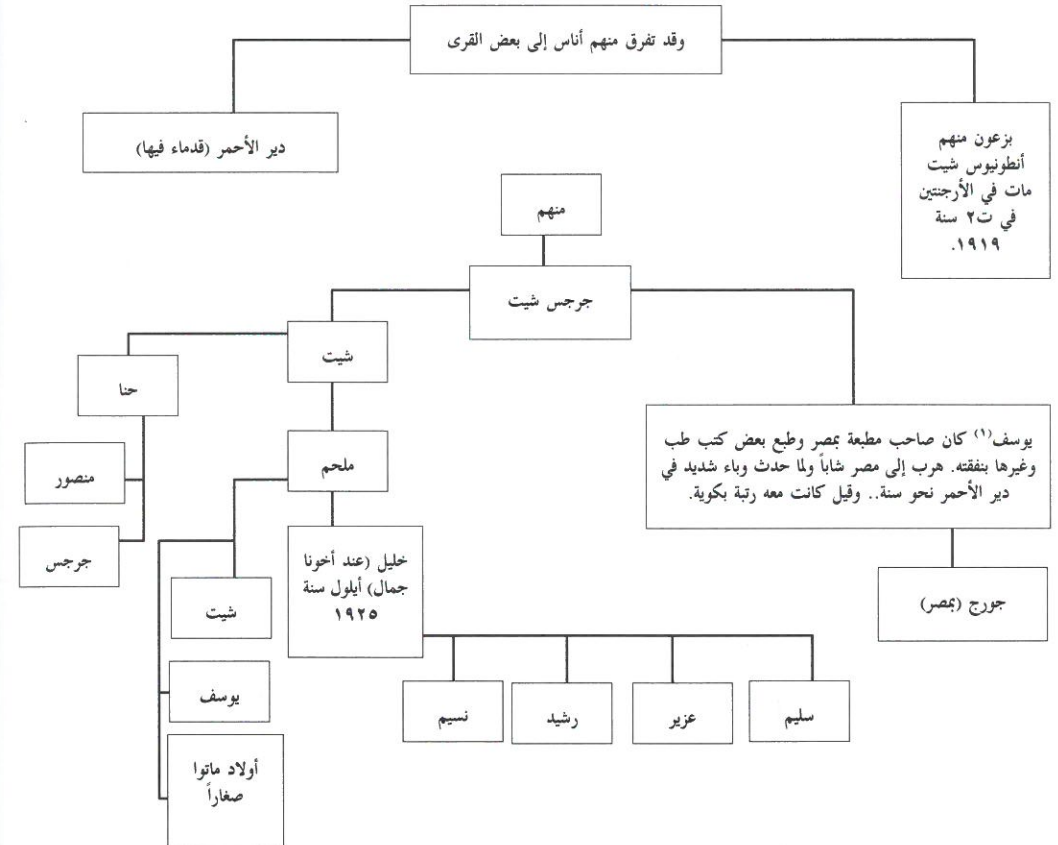 وقد تفرق منهم أناس إلى بعض القرى
بزعون منهم
أنطونيوس شيت
مات في الأرجنتين
في ت٢ سنة
١٩١٩.
دير الأحمر (قدماء فيها)
منهم
جرجس شيت
شيت
حنا
يوسف(١) كان صاحب مطبعة بمصر وطبع بعض كتب طب
وغيرها بنفقته. هرب إلى مصر شاباً ولما حدث وباء شديد في
دير الأحمر نحو سنة.. وقيل كانت معه رتبة بكوية.
ملحم
منصور
جرجس
خليل (عند أخونا
جمال) أيلول سنة
١٩٢٥
جورج (بمصر)
شيت
يوسف
سليم
عزير
رشيد
نسيم
أولاد ماتوا
صغاراً